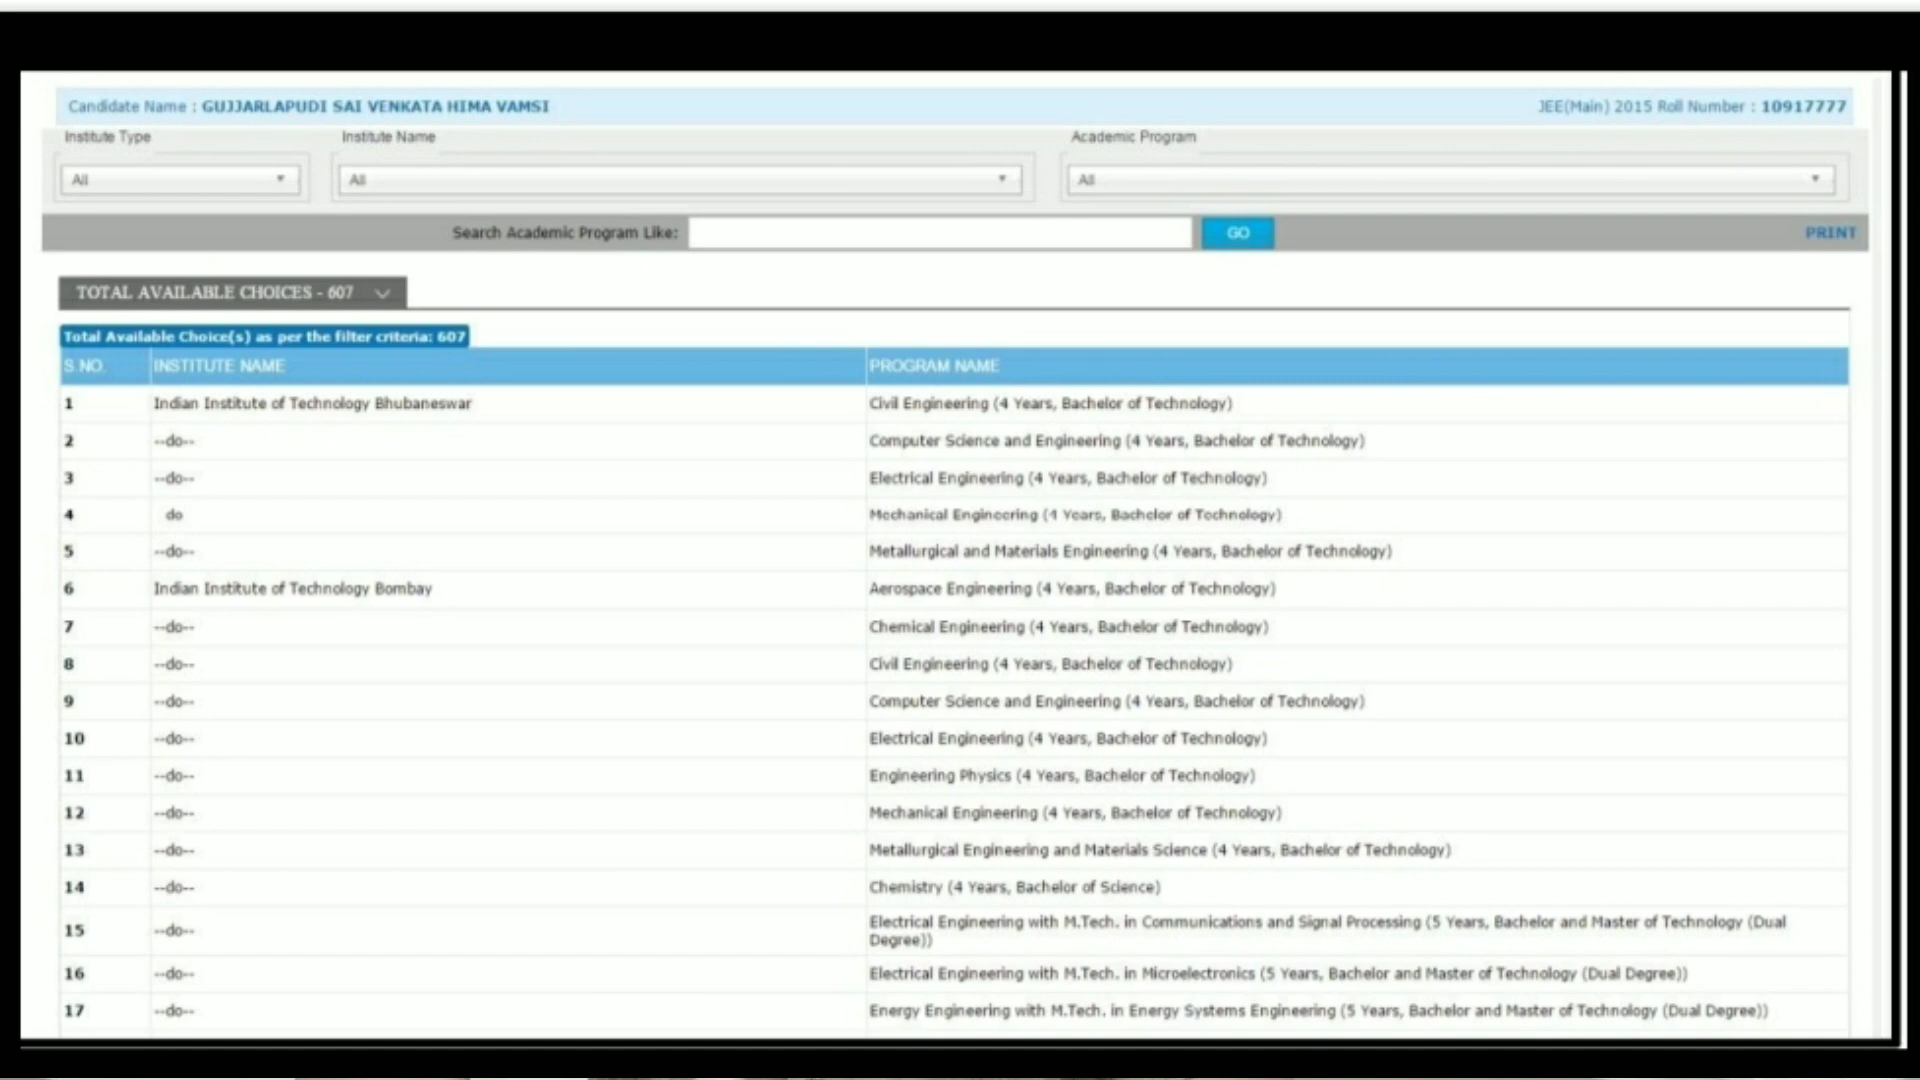 Candidate Name : GUJJARLAPUDI SAI VENKATA HIMA VAMSI JEE(Main) 2015 Roll Number : 10917777
Institute Type Institute Name Academic Program
All All All
Search Academic Program Like: GO PRINT
TOTAL AVAILABLE CHOICES - 607
Total Available Choice(s) as per the filter criteria: 607
S.NO. INSTITUTE NAME PROGRAM NAME
1 Indian Institute of Technology Bhubaneswar Civil Engineering (4 Years, Bachelor of Technology)
2 --do-- Computer Science and Engineering (4 Years, Bachelor of Technology)
3 --do-- Electrical Engineering (4 Years, Bachelor of Technology)
4 do Mechanical Engineering (4 Years, Bachelor of Technology)
5 --do-- Metallurgical and Materials Engineering (4 Years, Bachelor of Technology)
6 Indian Institute of Technology Bombay Aerospace Engineering (4 Years, Bachelor of Technology)
7 --do-- Chemical Engineering (4 Years, Bachelor of Technology)
8 --do-- Civil Engineering (4 Years, Bachelor of Technology)
9 --do-- Computer Science and Engineering (4 Years, Bachelor of Technology)
10 --do-- Electrical Engineering (4 Years, Bachelor of Technology)
11 --do-- Engineering Physics (4 Years, Bachelor of Technology)
12 --do-- Mechanical Engineering (4 Years, Bachelor of Technology)
13 --do-- Metallurgical Engineering and Materials Science (4 Years, Bachelor of Technology)
14 --do-- Chemistry (4 Years, Bachelor of Science)
15 --do-- Electrical Engineering with M.Tech. in Communications and Signal Processing (5 Years, Bachelor and Master of Technology (Dual
Degree))
16 --do-- Electrical Engineering with M.Tech. in Microelectronics (5 Years, Bachelor and Master of Technology (Dual Degree))
17 --do-- Energy Engineering with M.Tech. in Energy Systems Engineering (5 Years, Bachelor and Master of Technology (Dual Degree))